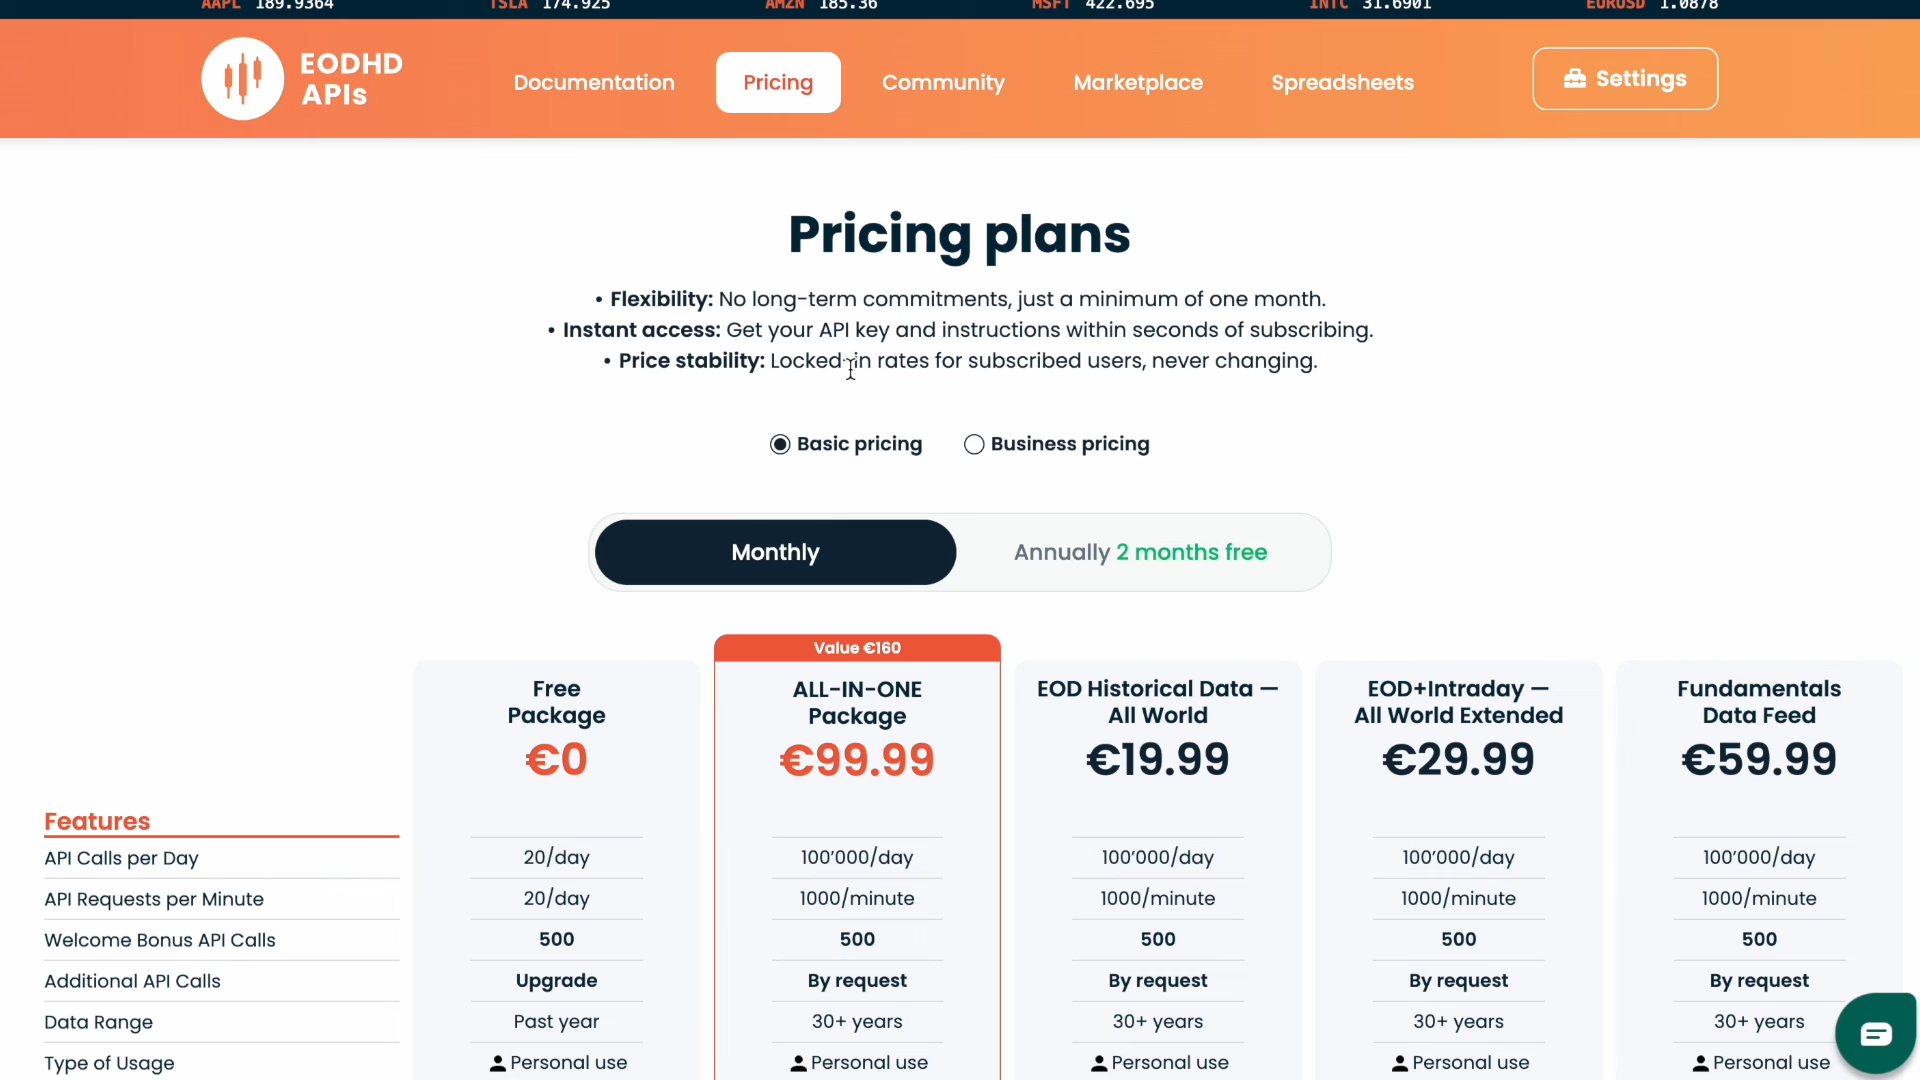 AAPL 189.9364 TSLA 174.925 AMZN 185.36 MSFT 422.695 INTC 31.6901 EURUSD 1.0878
EODHD
APIs
Documentation Pricing Community Marketplace Spreadsheets Settings
Pricing plans
• Flexibility: No long-term commitments, just a minimum of one month.
• Instant access: Get your API key and instructions within seconds of subscribing.
• Price stability: Locked-in rates for subscribed users, never changing.
Basic pricing Business pricing
Monthly Annually 2 months free
Value €160
Free
Package
€0
ALL-IN-ONE
Package
€99.99
EOD Historical Data —
All World
€19.99
EOD+Intraday —
All World Extended
€29.99
Fundamentals
Data Feed
€59.99
Features
API Calls per Day 20/day 100’000/day 100’000/day 100’000/day 100’000/day
API Requests per Minute 20/day 1000/minute 1000/minute 1000/minute 1000/minute
Welcome Bonus API Calls 500 500 500 500 500
Additional API Calls Upgrade By request By request By request By request
Data Range Past year 30+ years 30+ years 30+ years 30+ years
Type of Usage Personal use Personal use Personal use Personal use Personal use